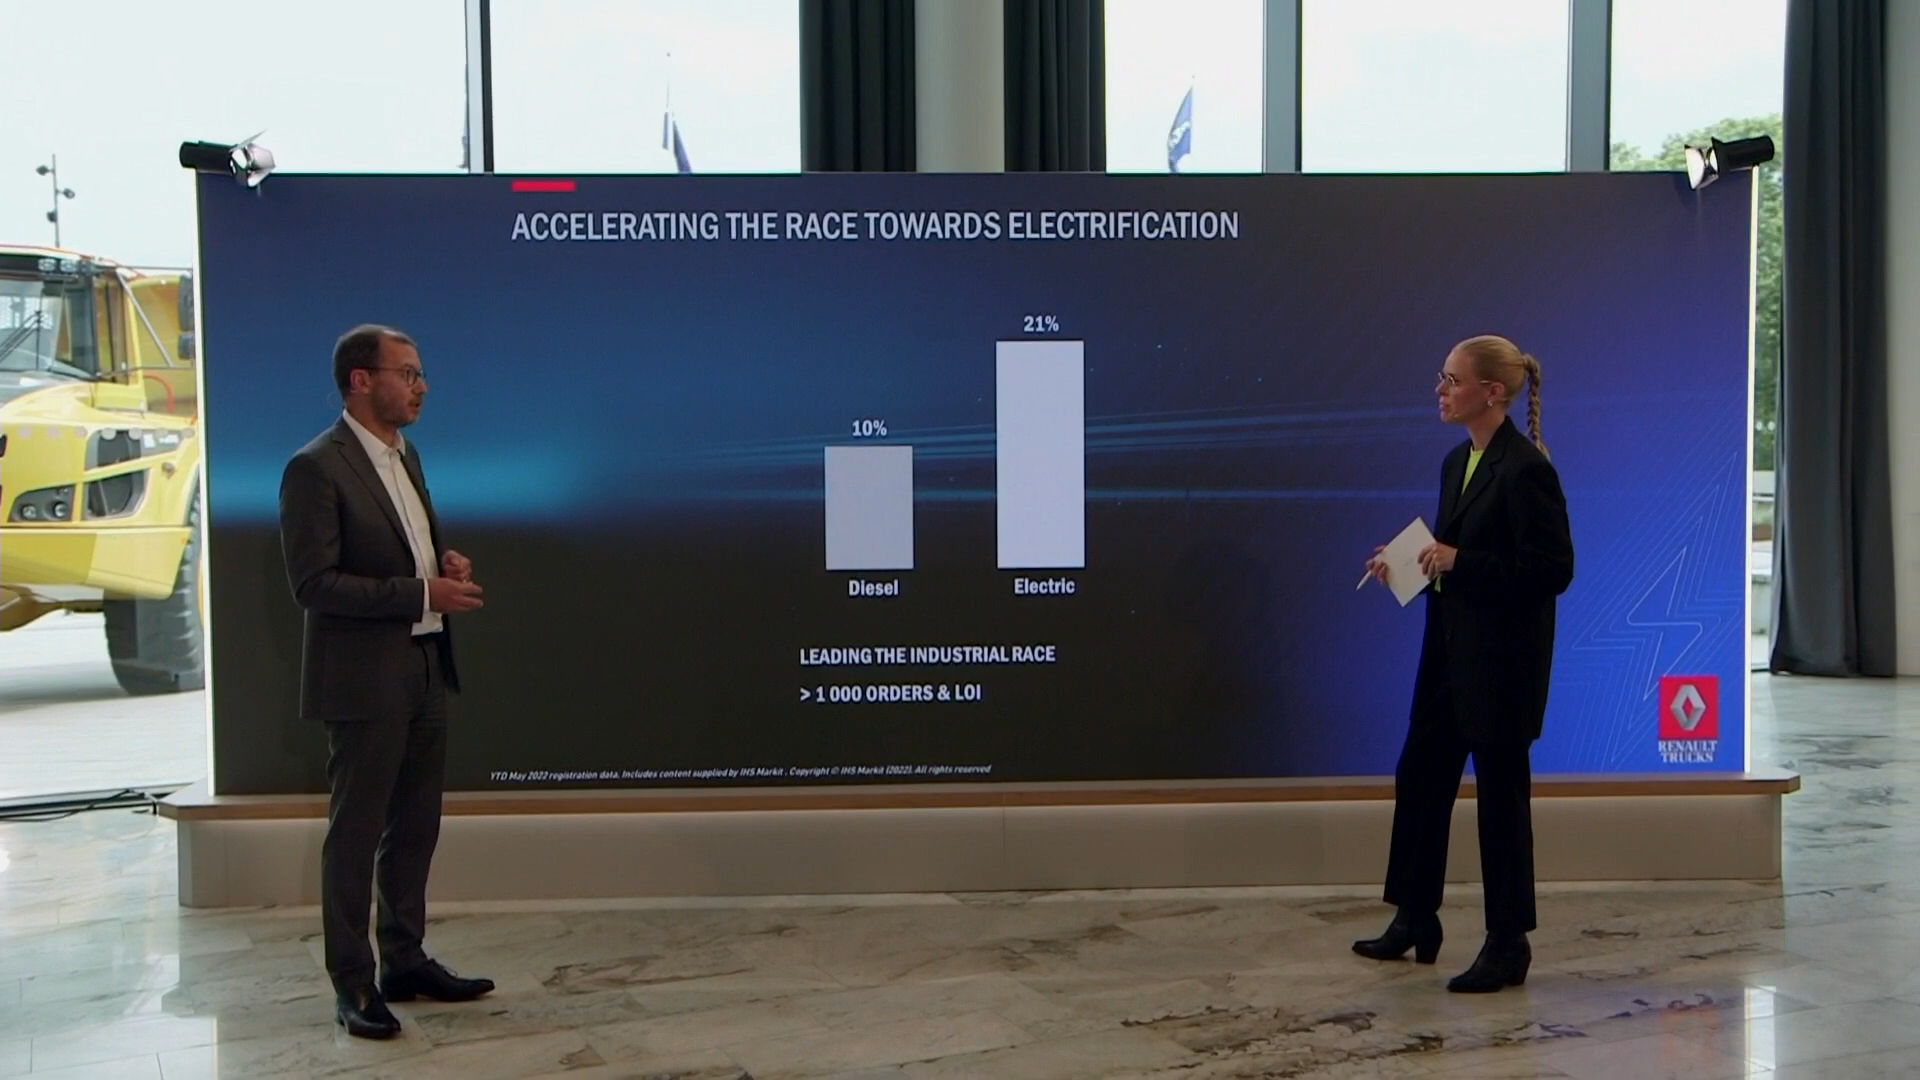 ACCELERATING THE RACE TOWARDS ELECTRIFICATION
21%
10%
Diesel
Electric
LEADING THE INDUSTRIAL RACE
> 1 000 ORDERS & LOI
RENAULT
TRUCKS
YTD May 2022 registration data. Includes content supplied by IHS Markit . Copyright © IHS Markit (2022). All rights reserved